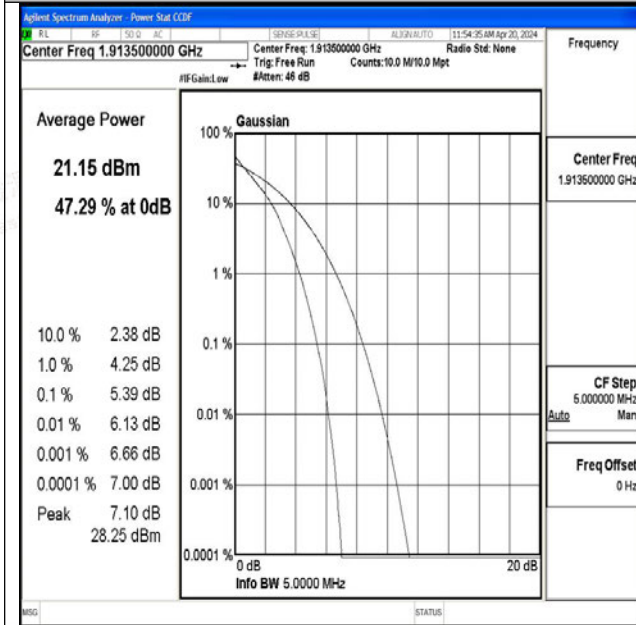 Agilent Spectrum Analyzer - Power Stat CCDF
RL RF 50 Ω AC SENSE:PULSE ALIGNAUTO 11:54:35 AM Apr 20, 2024
Center Freq 1.913500000 GHz
Center Freq: 1.913500000 GHz Radio Std: None
Trig: Free Run Counts:10.0 M/10.0 Mpt
#IFGain:Low #Atten: 46 dB
Frequency
Average Power
21.15 dBm
47.29 % at 0dB
10.0 % 2.38 dB
1.0 % 4.25 dB
0.1 % 5.39 dB
0.01 % 6.13 dB
0.001 % 6.66 dB
0.0001 % 7.00 dB
Peak 7.10 dB
28.25 dBm
Gaussian
100 %
10 %
1 %
0.1 %
0.01 %
0.001 %
0.0001 %
0 dB 20 dB
Info BW 5.0000 MHz
Center Freq
1.913500000 GHz
CF Step
5.000000 MHz
Auto Man
Freq Offset
0 Hz
MSG STATUS